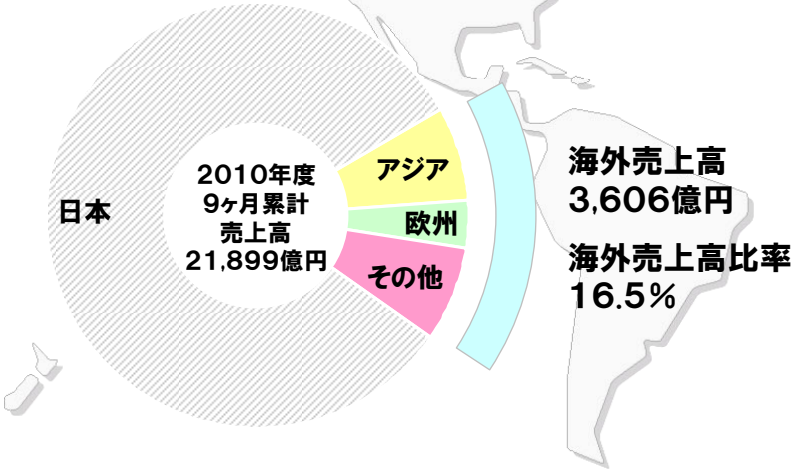 日本
2010年度
9ヶ月累計
売上高
21,899億円
アジア
欧州
その他
海外売上高
3,606億円
海外売上高比率
16.5%